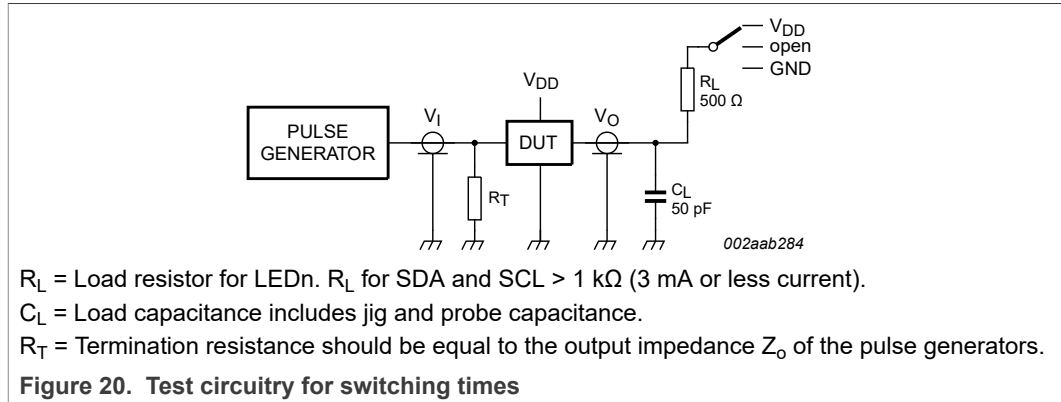 VDD
open
GND
RL
500 Ω
VDD
VI
VO
PULSE
GENERATOR
DUT
RT
CL
50 pF
002aab284
RL = Load resistor for LEDn. RL for SDA and SCL > 1 kΩ (3 mA or less current).
CL = Load capacitance includes jig and probe capacitance.
RT = Termination resistance should be equal to the output impedance Zo of the pulse generators.
Figure 20. Test circuitry for switching times